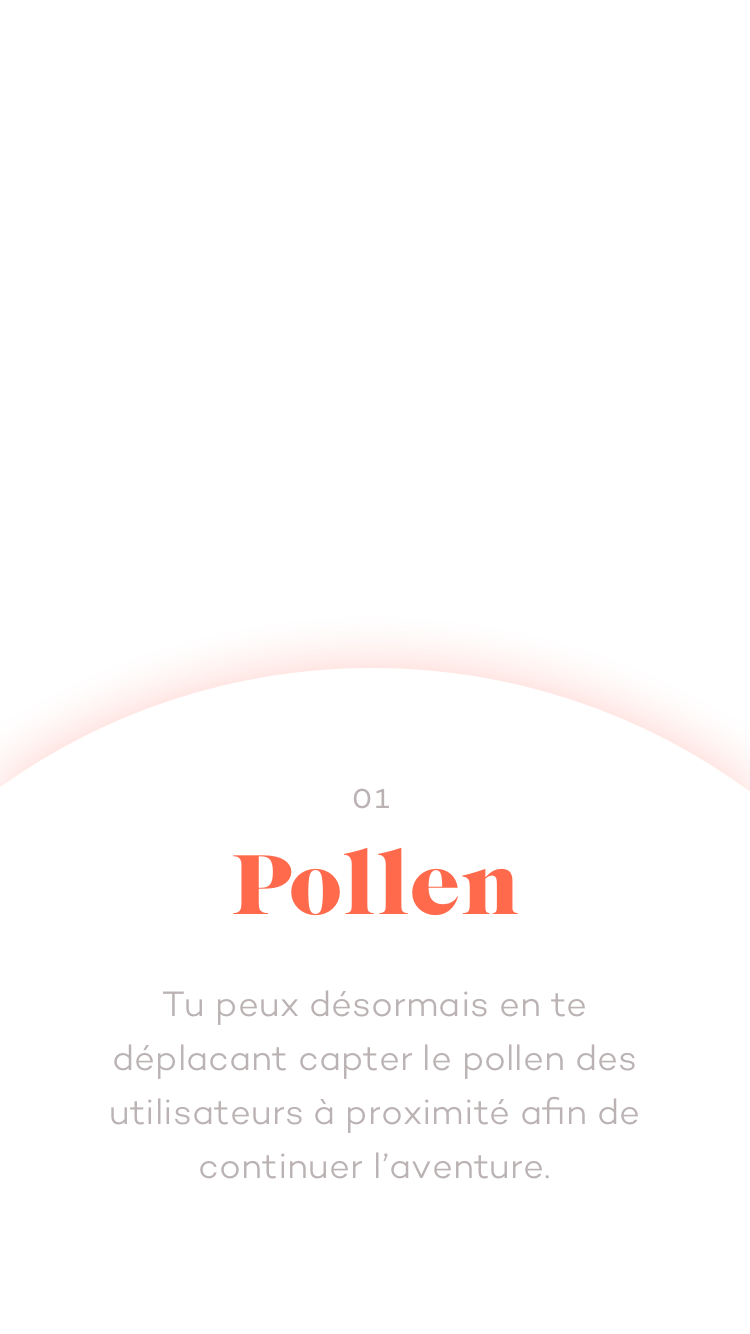 01
Pollen
Tu peux désormais en te
déplacant capter le pollen des
utilisateurs à proximité afin de
continuer l’aventure.